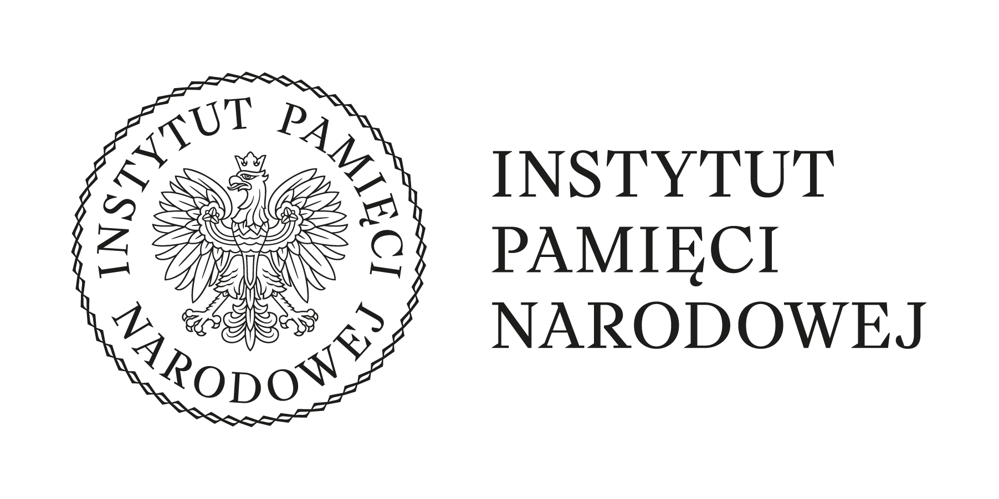 INSTYTUT PAMIĘCI
NARODOWEJ
INSTYTUT
PAMIĘCI
NARODOWEJ